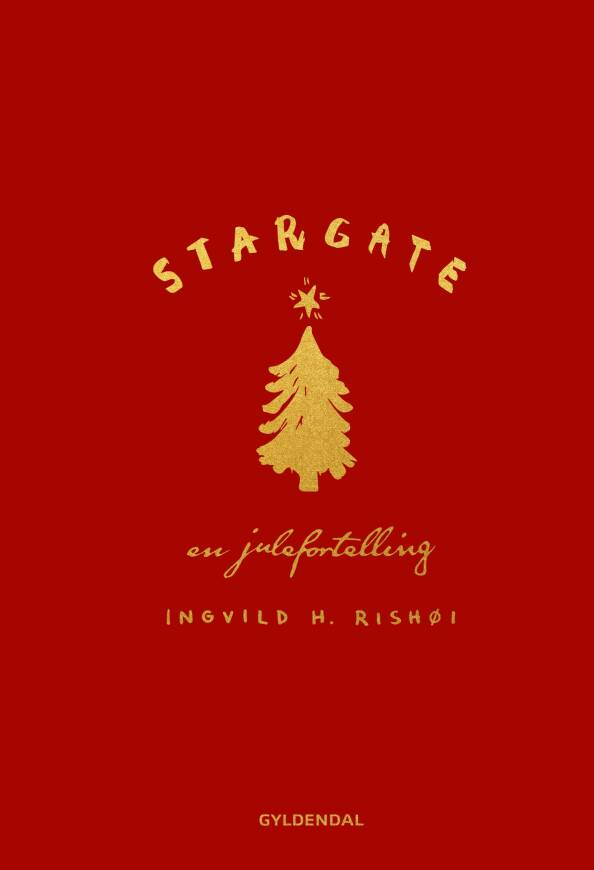 STARGATE
en julefortelling
INGVILD H. RISHØI
GYLDENDAL